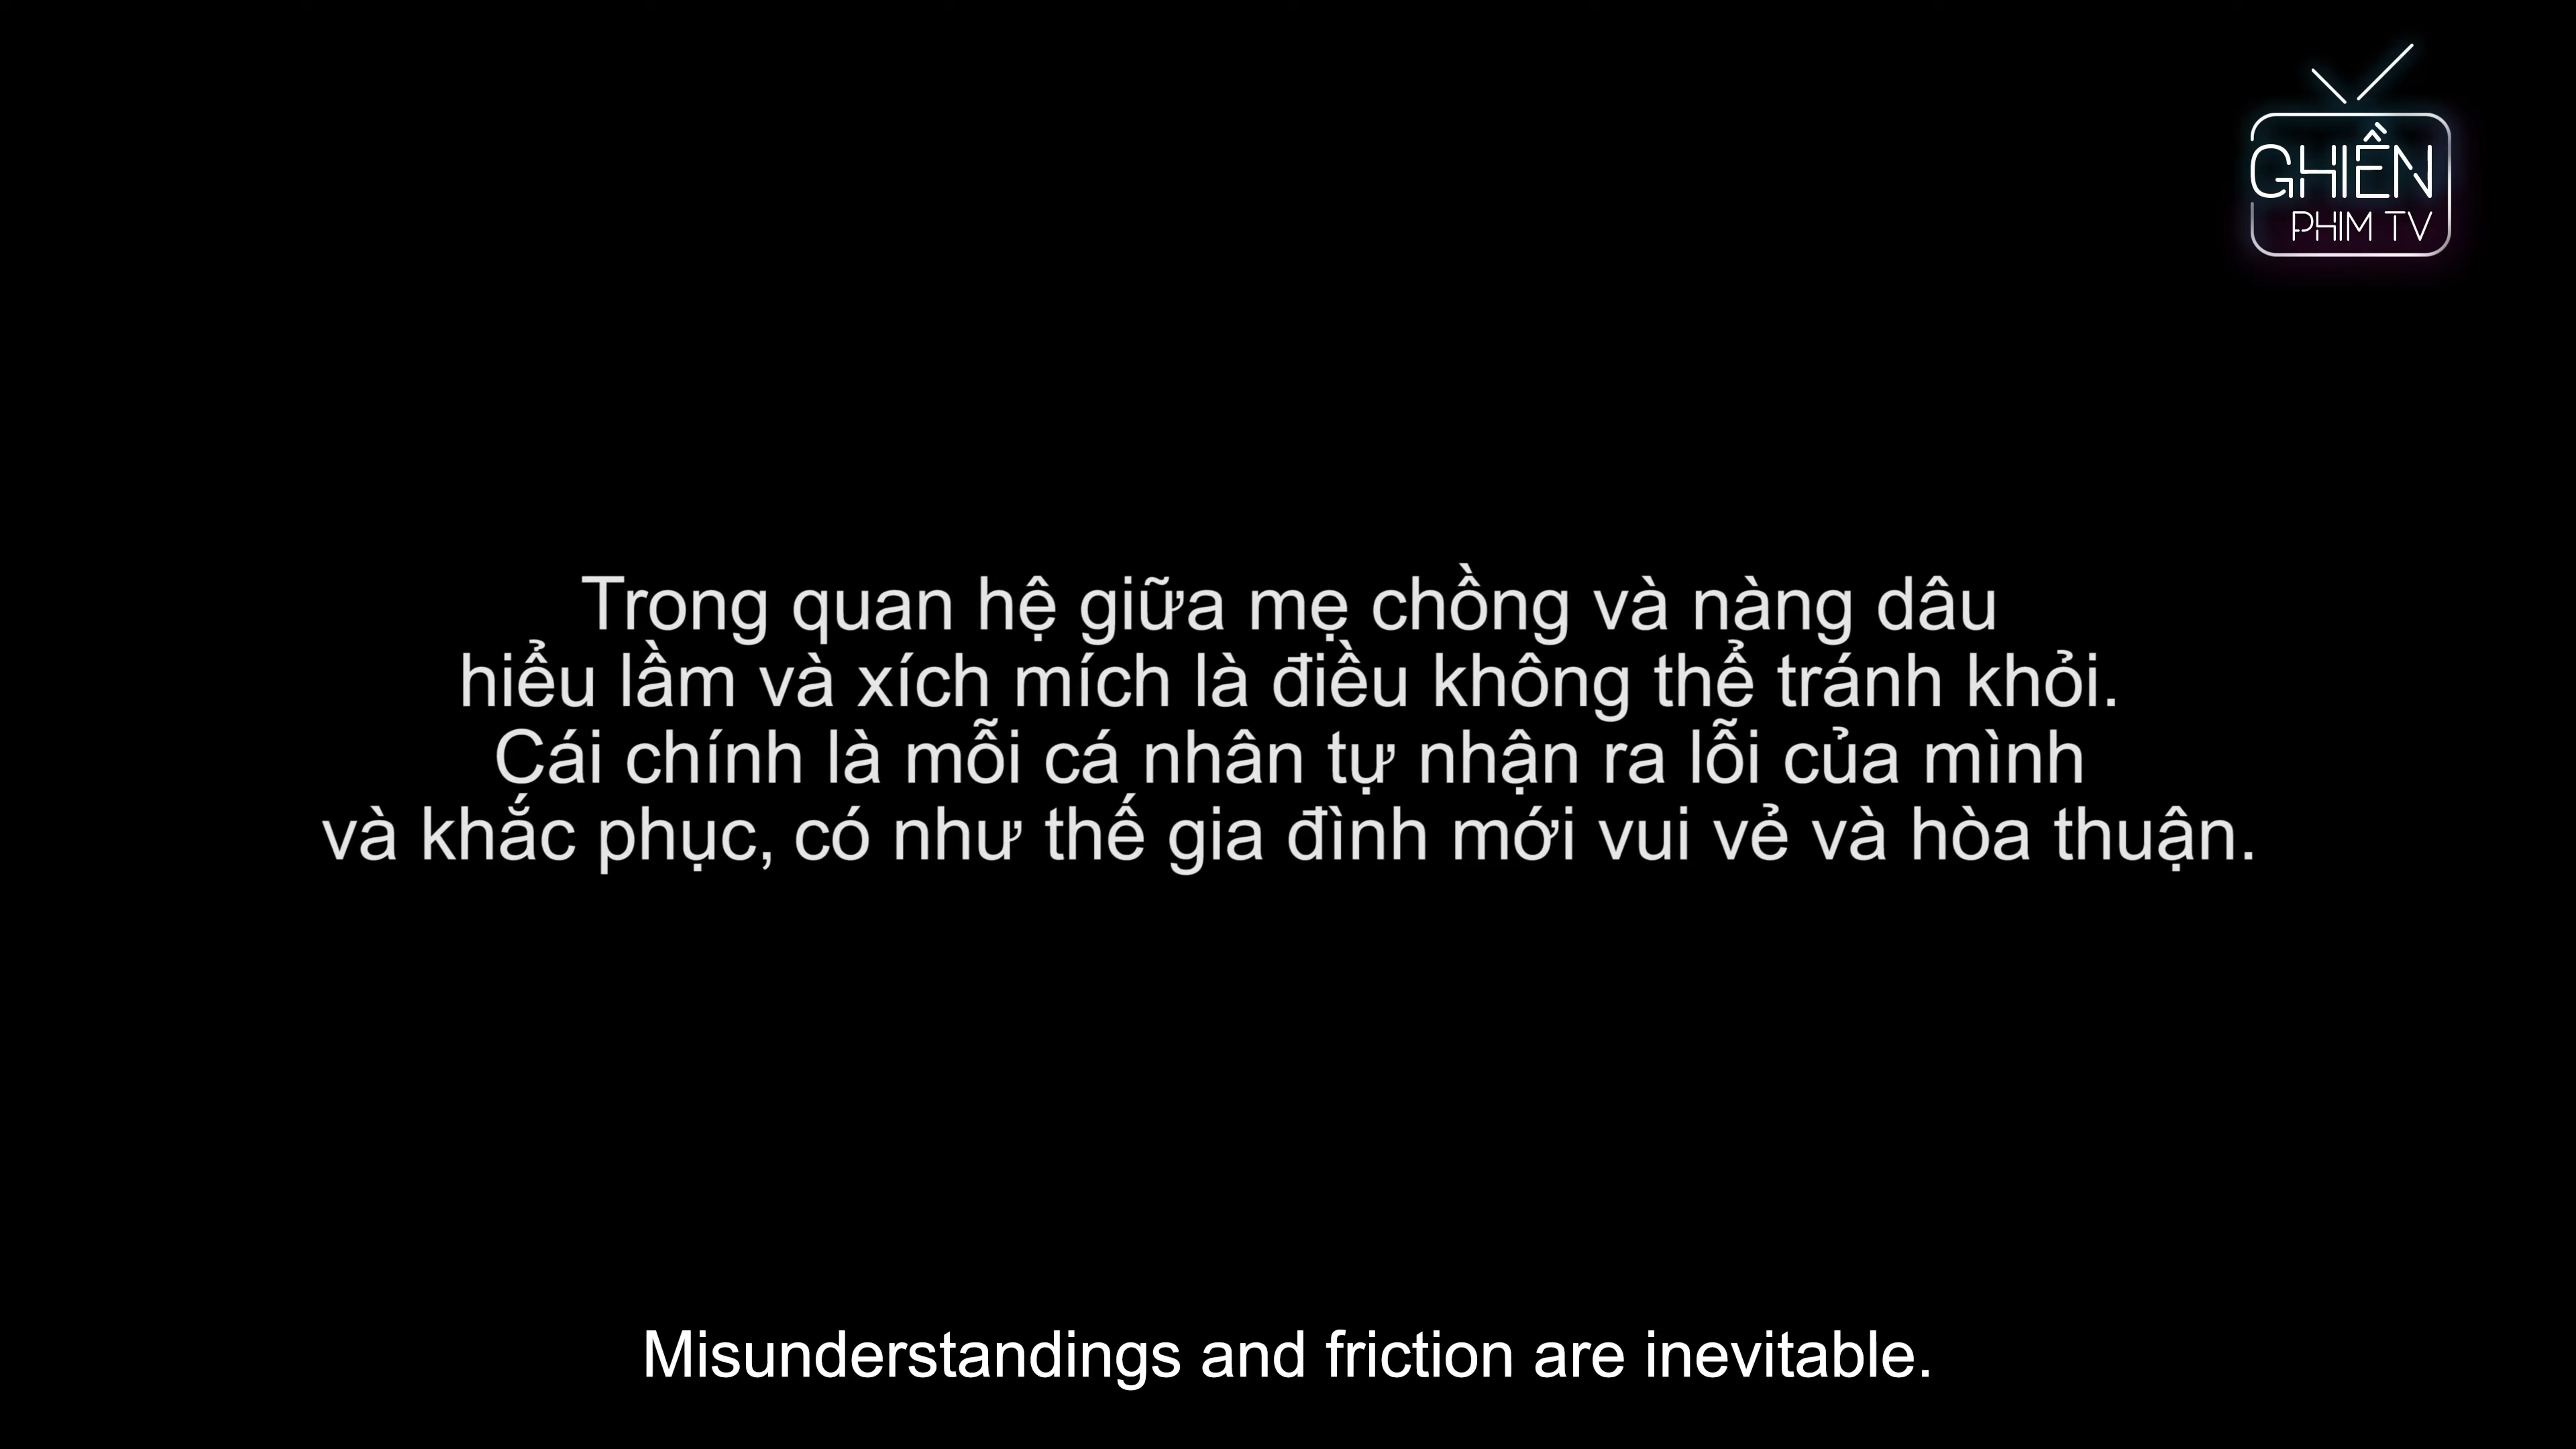 GHIỀN
PHIM TV
Trong quan hệ giữa mẹ chồng và nàng dâu
hiểu lầm và xích mích là điều không thể tránh khỏi.
Cái chính là mỗi cá nhân tự nhận ra lỗi của mình
và khắc phục, có như thế gia đình mới vui vẻ và hòa thuận.
Misunderstandings and friction are inevitable.